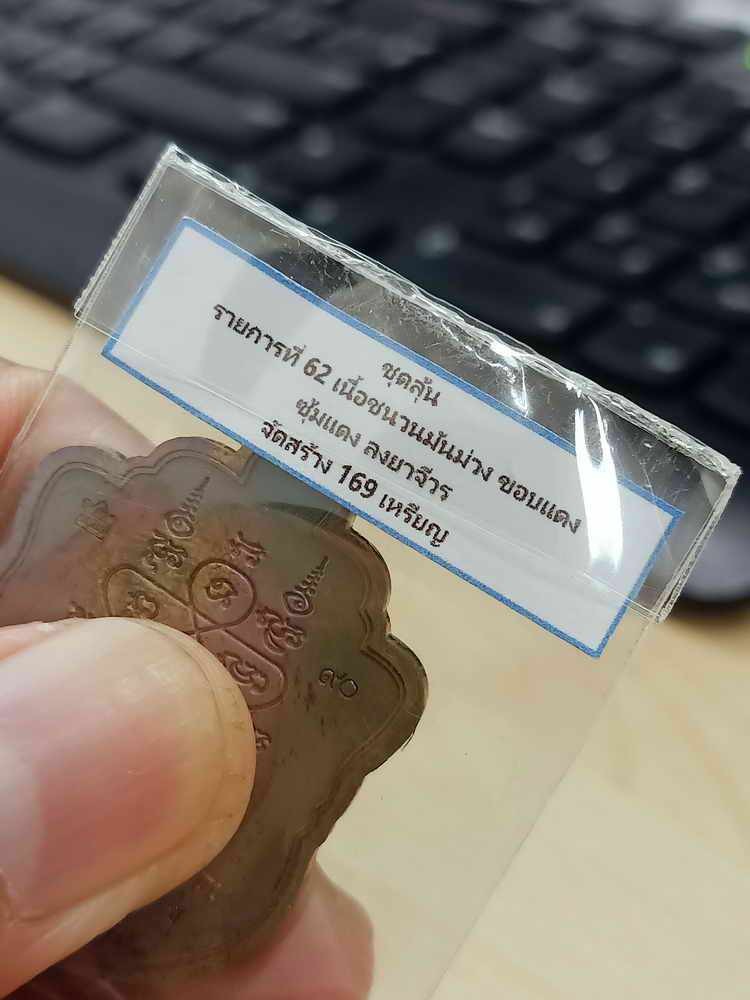 ชุดลุ้น
รายการที่ 62 เนื้อชนวนมันม่วง ขอบแดง
ซุ้มแดง ลงยาจีวร
จัดสร้าง 169 เหรียญ
๙๐